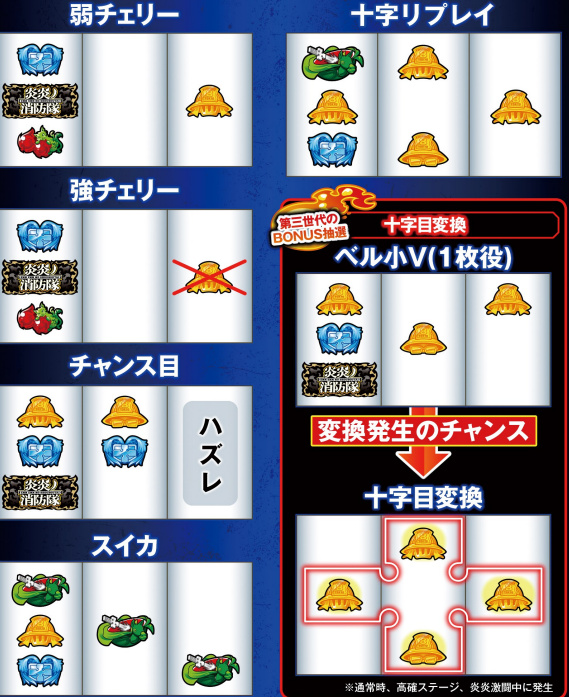 弱チェリー
炎炎ノ
消防隊
強チェリー
炎炎ノ
消防隊
チャンス目
炎炎ノ
消防隊
ハズレ
スイカ
十字リプレイ
第三世代の
BONUS抽選
十字目変換
ベル小V(1枚役)
炎炎ノ
消防隊
変換発生のチャンス
十字目変換
※通常時、高確ステージ、炎炎激闘中に発生